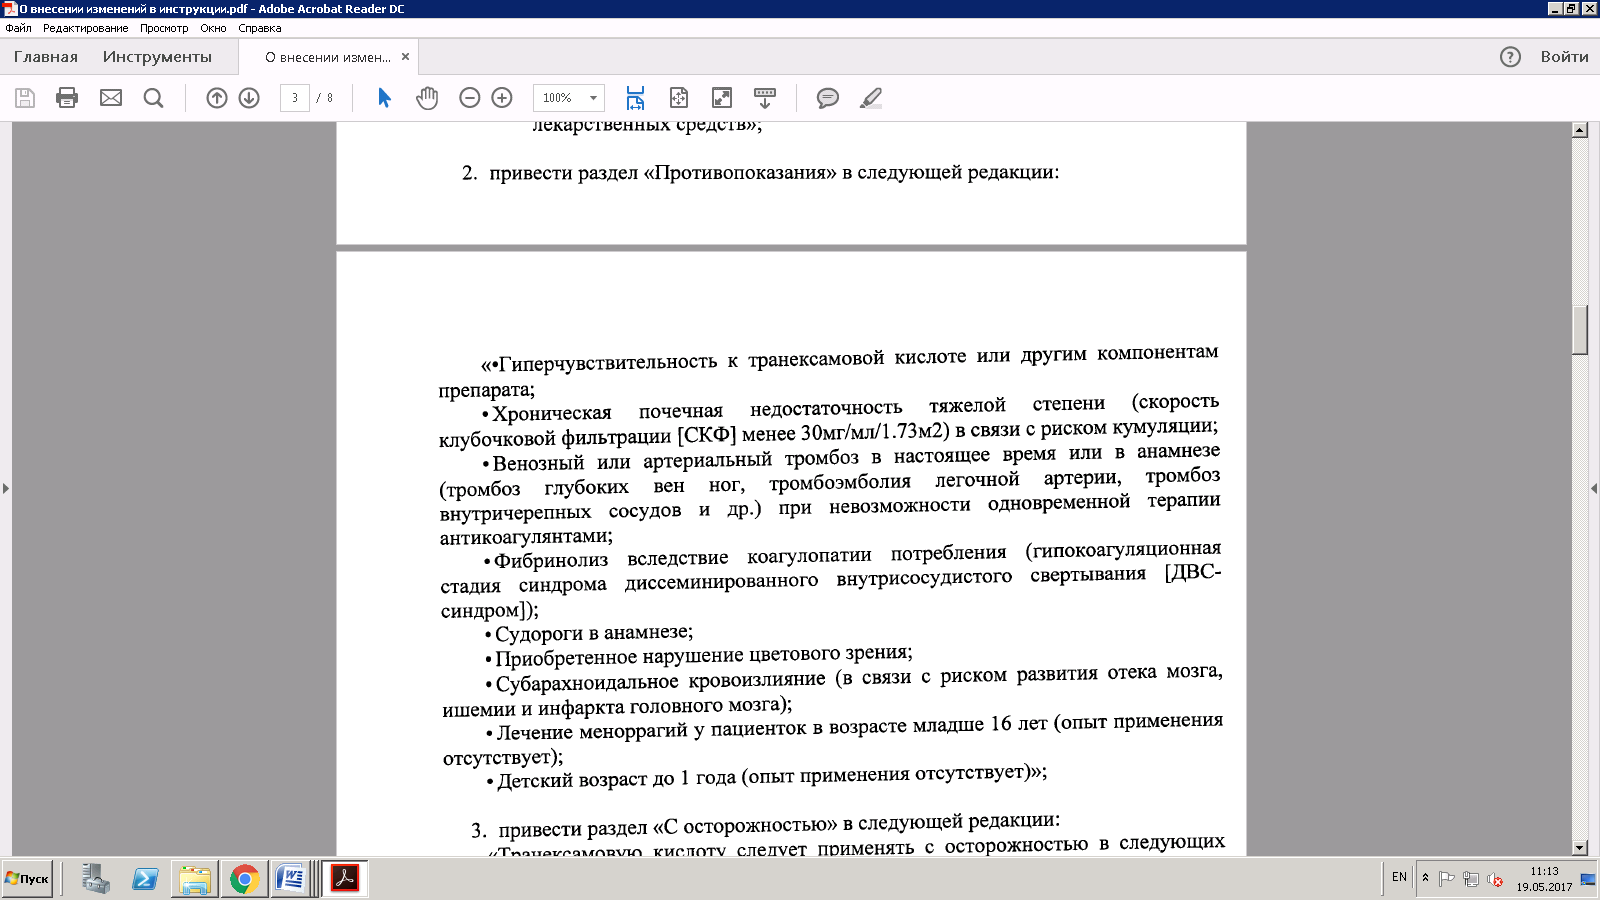 О внесении изменений в инструкции.pdf - Adobe Acrobat Reader DC
Файл Редактирование Просмотр Окно Справка
Главная Инструменты О внесении измен... × ? Войти
3 / 8 100%
лекарственных средств»;
2. привести раздел «Противопоказания» в следующей редакции:
«•Гиперчувствительность к транексамовой кислоте или другим компонентам
препарата;
•Хроническая почечная недостаточность тяжелой степени (скорость
клубочковой фильтрации [СКФ] менее 30мг/мл/1.73м2) в связи с риском кумуляции;
•Венозный или артериальный тромбоз в настоящее время или в анамнезе
(тромбоз глубоких вен ног, тромбоэмболия легочной артерии, тромбоз
внутричерепных сосудов и др.) при невозможности одновременной терапии
антикоагулянтами;
•Фибринолиз вследствие коагулопатии потребления (гипокоагуляционная
стадия синдрома диссеминированного внутрисосудистого свертывания [ДВС-
синдром]);
•Судороги в анамнезе;
•Приобретенное нарушение цветового зрения;
•Субарахноидальное кровоизлияние (в связи с риском развития отека мозга,
ишемии и инфаркта головного мозга);
•Лечение меноррагий у пациенток в возрасте младше 16 лет (опыт применения
отсутствует);
•Детский возраст до 1 года (опыт применения отсутствует)»;
3. привести раздел «С осторожностью» в следующей редакции:
«Транексамовую кислоту следует применять с осторожностью в следующих
Пуск EN 11:13
19.05.2017